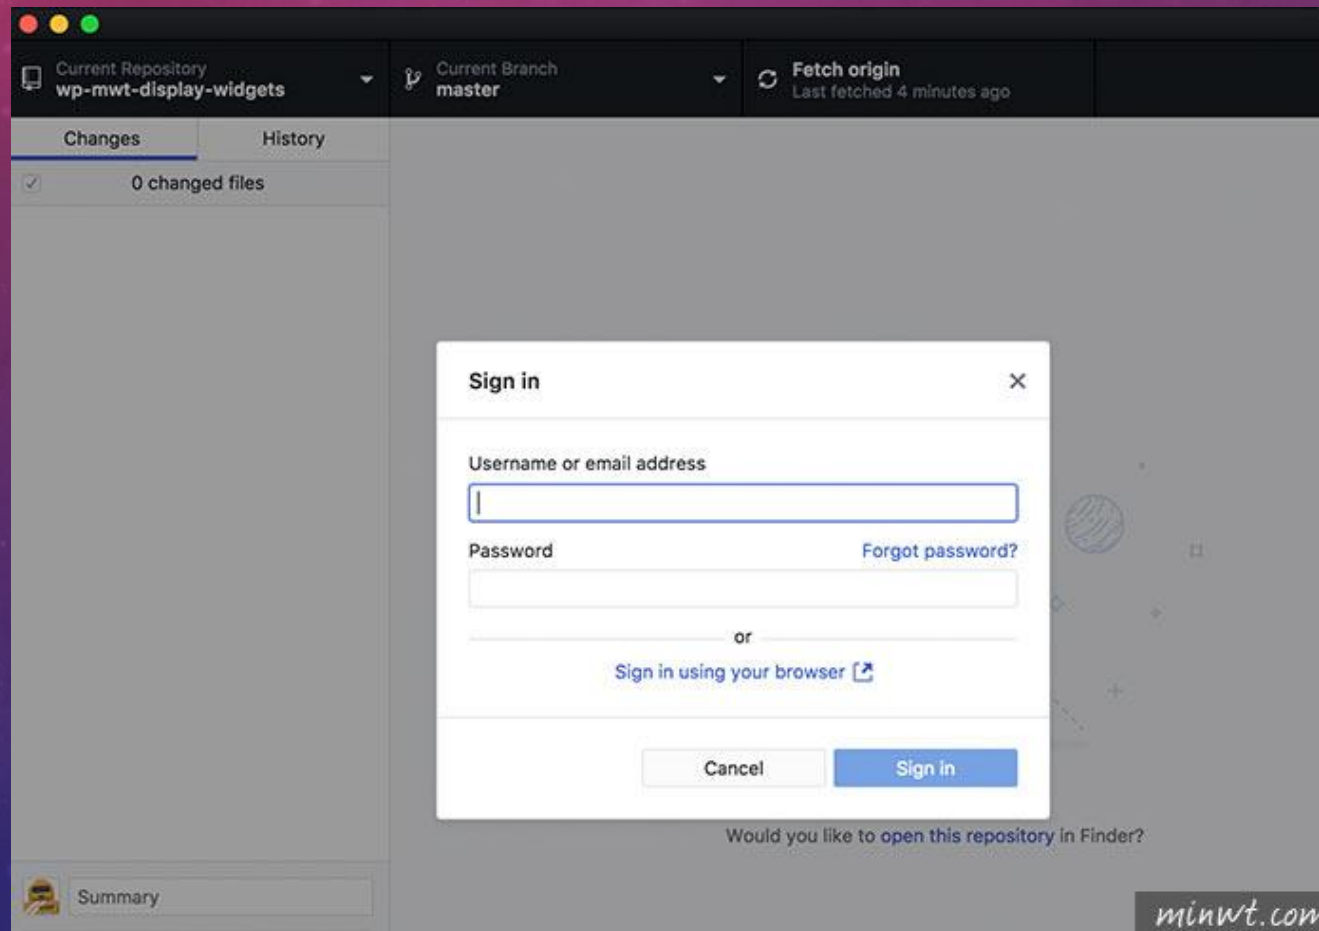 Current Repository
wp-mwt-display-widgets
Current Branch
master
Fetch origin
Last fetched 4 minutes ago
Changes
History
0 changed files
Sign in
Username or email address
Password
Forgot password?
or
Sign in using your browser
Cancel
Sign in
Would you like to open this repository in Finder?
Summary
minwt.com